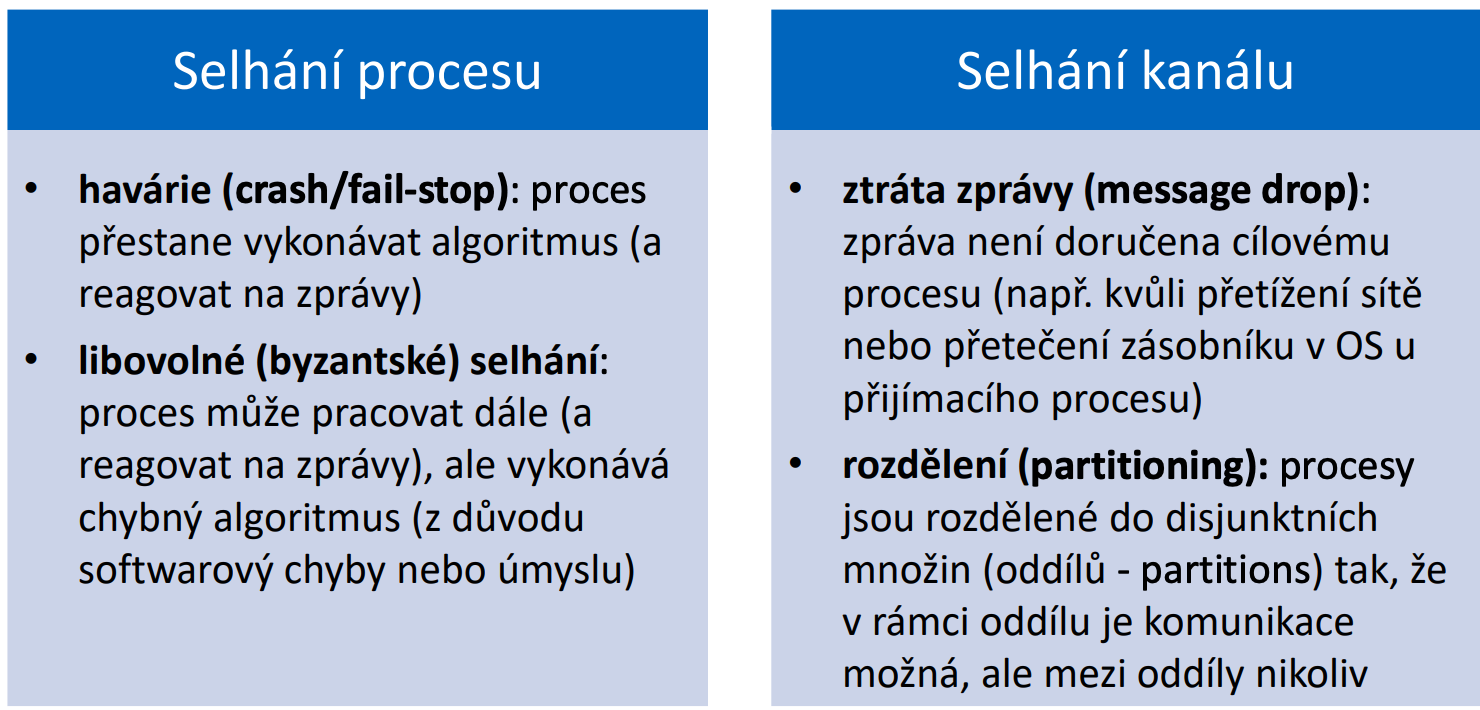 Selhání procesu
• havárie (crash/fail-stop): proces
přestane vykonávat algoritmus (a
reagovat na zprávy)
• libovolné (byzantské) selhání:
proces může pracovat dále (a
reagovat na zprávy), ale vykonává
chybný algoritmus (z důvodu
softwarový chyby nebo úmyslu)
Selhání kanálu
• ztráta zprávy (message drop):
zpráva není doručena cílovému
procesu (např. kvůli přetížení sítě
nebo přetečení zásobníku v OS u
přijímacího procesu)
• rozdělení (partitioning): procesy
jsou rozdělené do disjunktních
množin (oddílů - partitions) tak, že
v rámci oddílu je komunikace
možná, ale mezi oddíly nikoliv